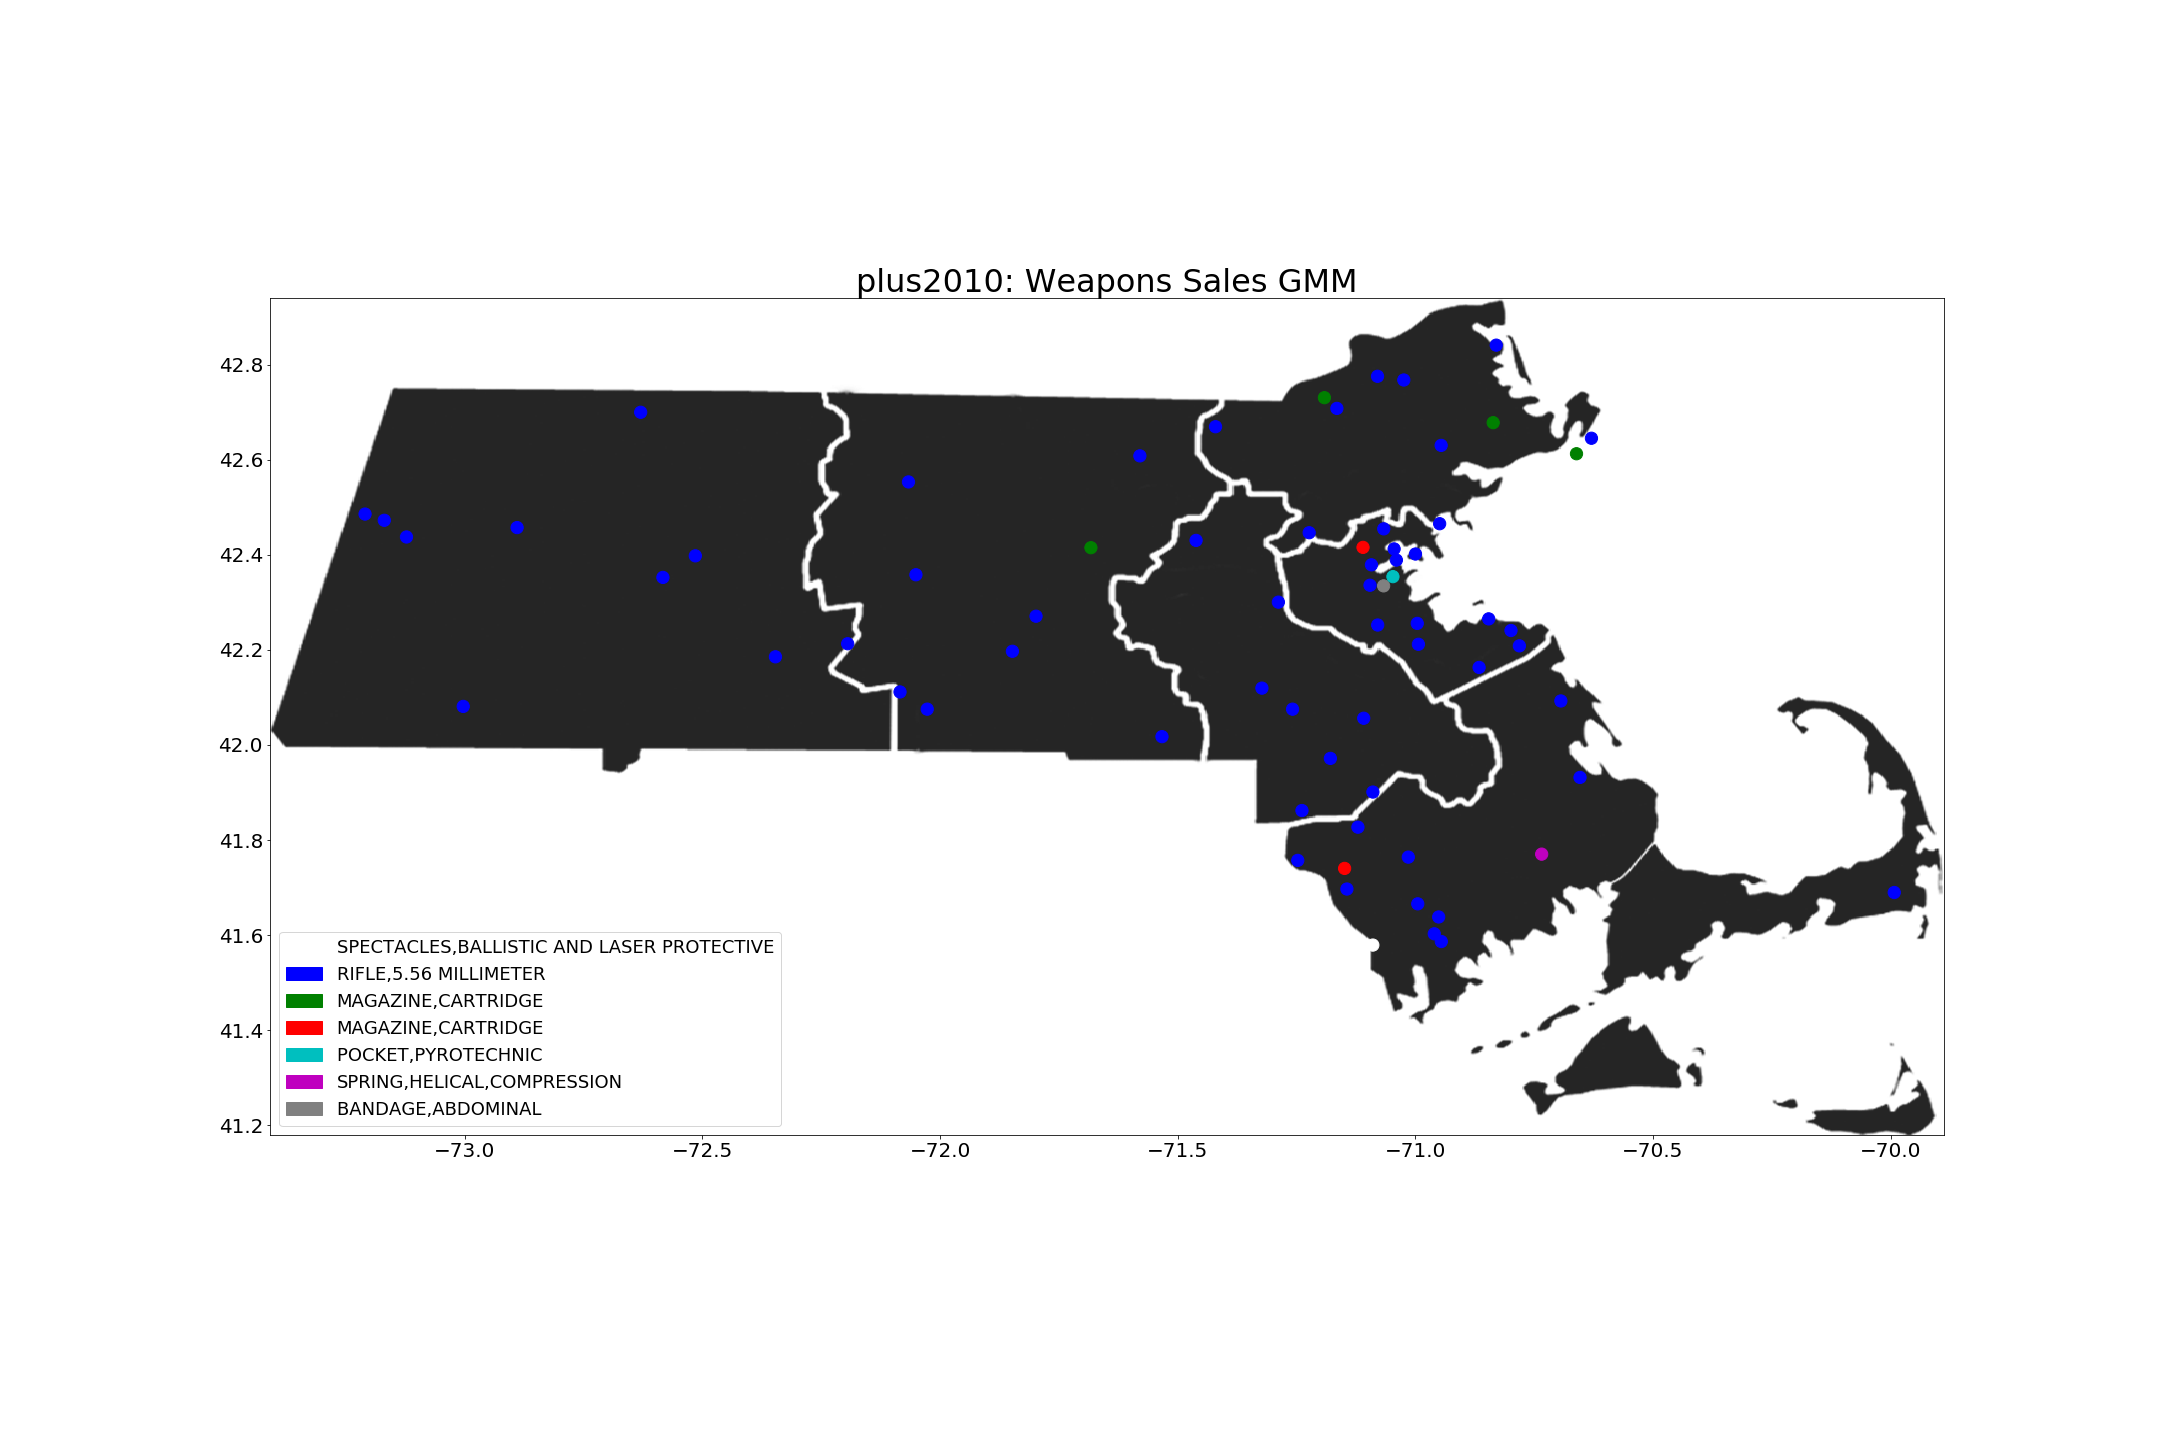 plus2010: Weapons Sales GMM
42.8
42.6
42.4
42.2
42.0
41.8
41.6
41.4
41.2
SPECTACLES,BALLISTIC AND LASER PROTECTIVE
RIFLE,5.56 MILLIMETER
MAGAZINE,CARTRIDGE
MAGAZINE,CARTRIDGE
POCKET,PYROTECHNIC
SPRING,HELICAL,COMPRESSION
BANDAGE,ABDOMINAL
−73.0 −72.5 −72.0 −71.5 −71.0 −70.5 −70.0